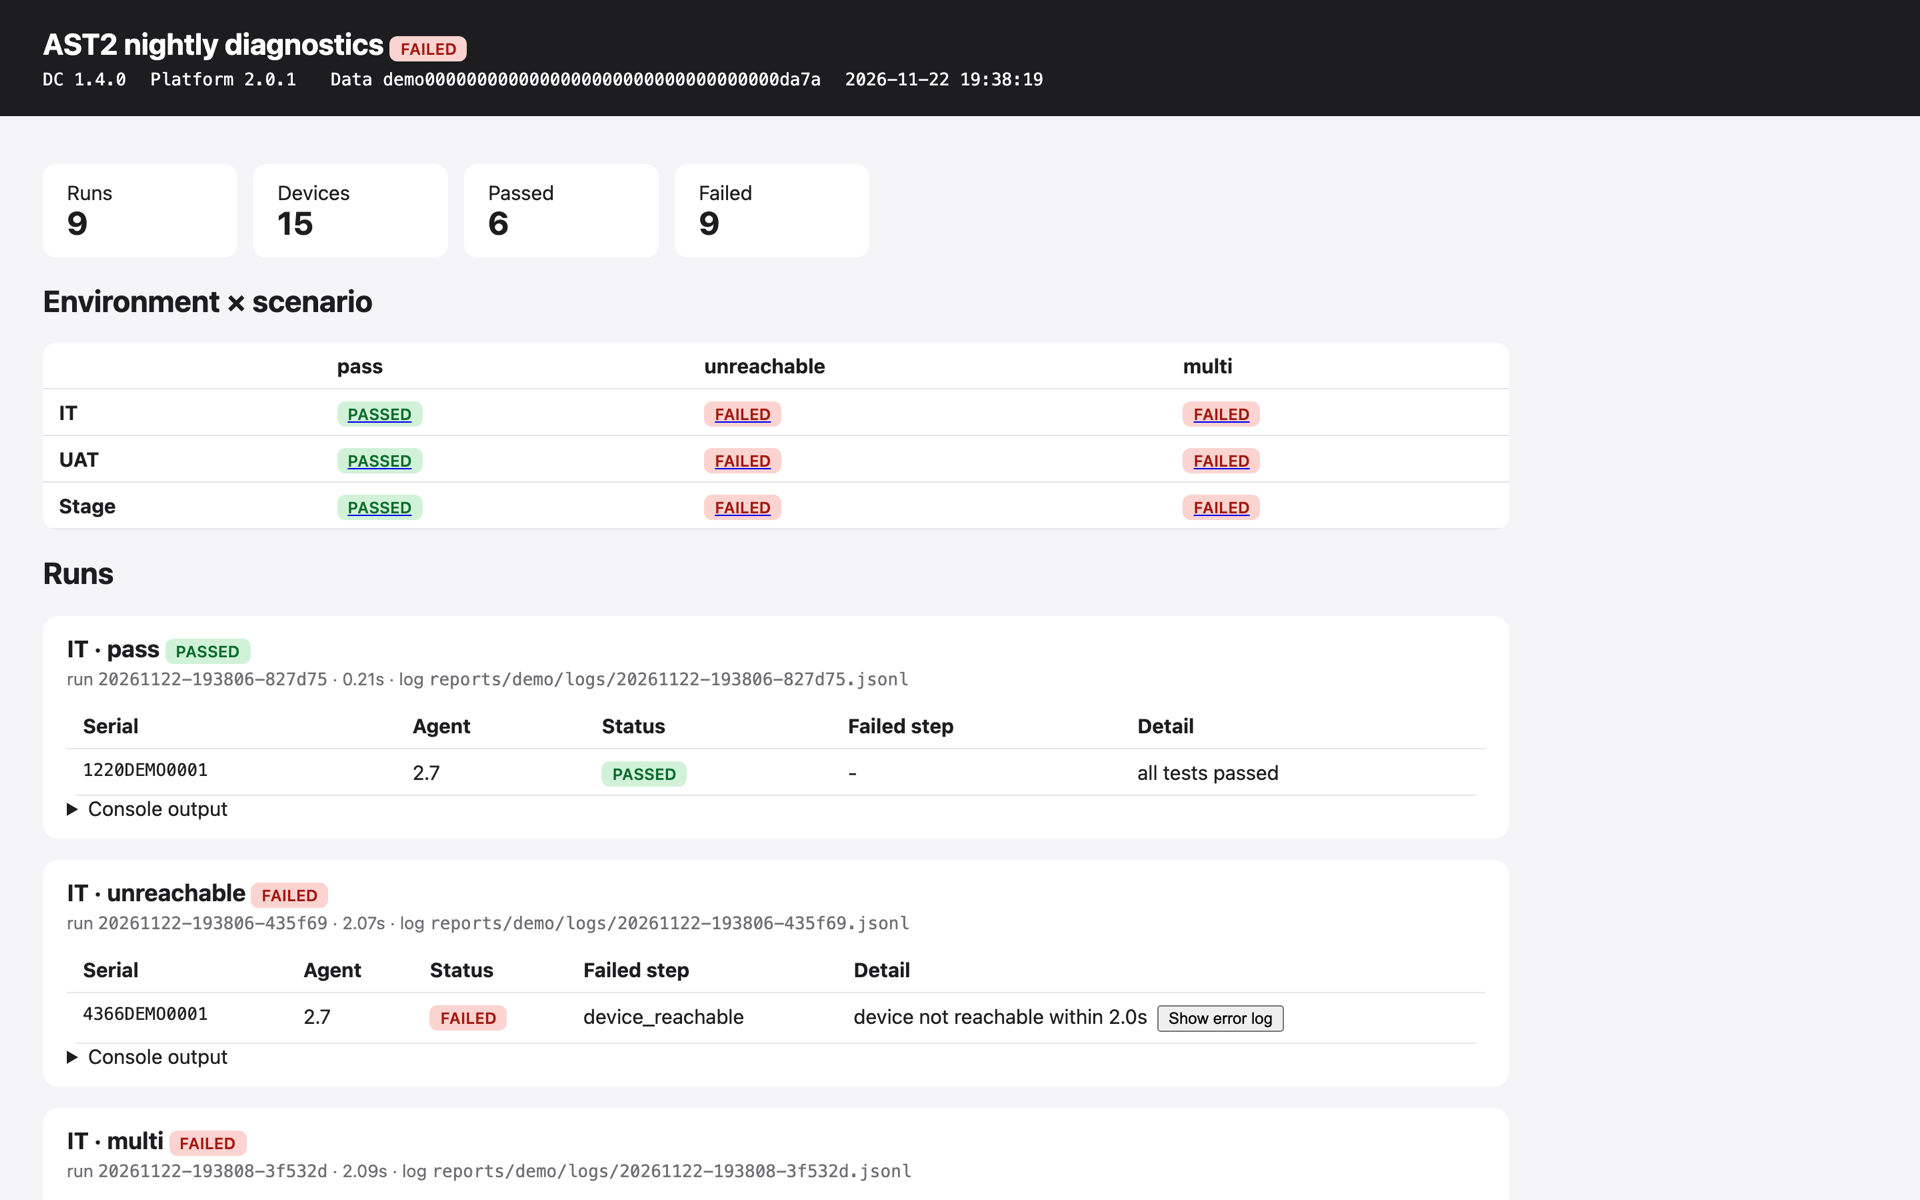 AST2 nightly diagnostics FAILED
DC 1.4.0 Platform 2.0.1 Data demo0000000000000000000000000000000000da7a 2026-11-22 19:38:19
Runs
9
Devices
15
Passed
6
Failed
9
Environment × scenario
pass unreachable multi
IT PASSED FAILED FAILED
UAT PASSED FAILED FAILED
Stage PASSED FAILED FAILED
Runs
IT · pass PASSED
run 20261122-193806-827d75 · 0.21s · log reports/demo/logs/20261122-193806-827d75.jsonl
Serial Agent Status Failed step Detail
1220DEMO0001 2.7 PASSED - all tests passed
▶ Console output
IT · unreachable FAILED
run 20261122-193806-435f69 · 2.07s · log reports/demo/logs/20261122-193806-435f69.jsonl
Serial Agent Status Failed step Detail
4366DEMO0001 2.7 FAILED device_reachable device not reachable within 2.0s Show error log
▶ Console output
IT · multi FAILED
run 20261122-193808-3f532d · 2.09s · log reports/demo/logs/20261122-193808-3f532d.jsonl